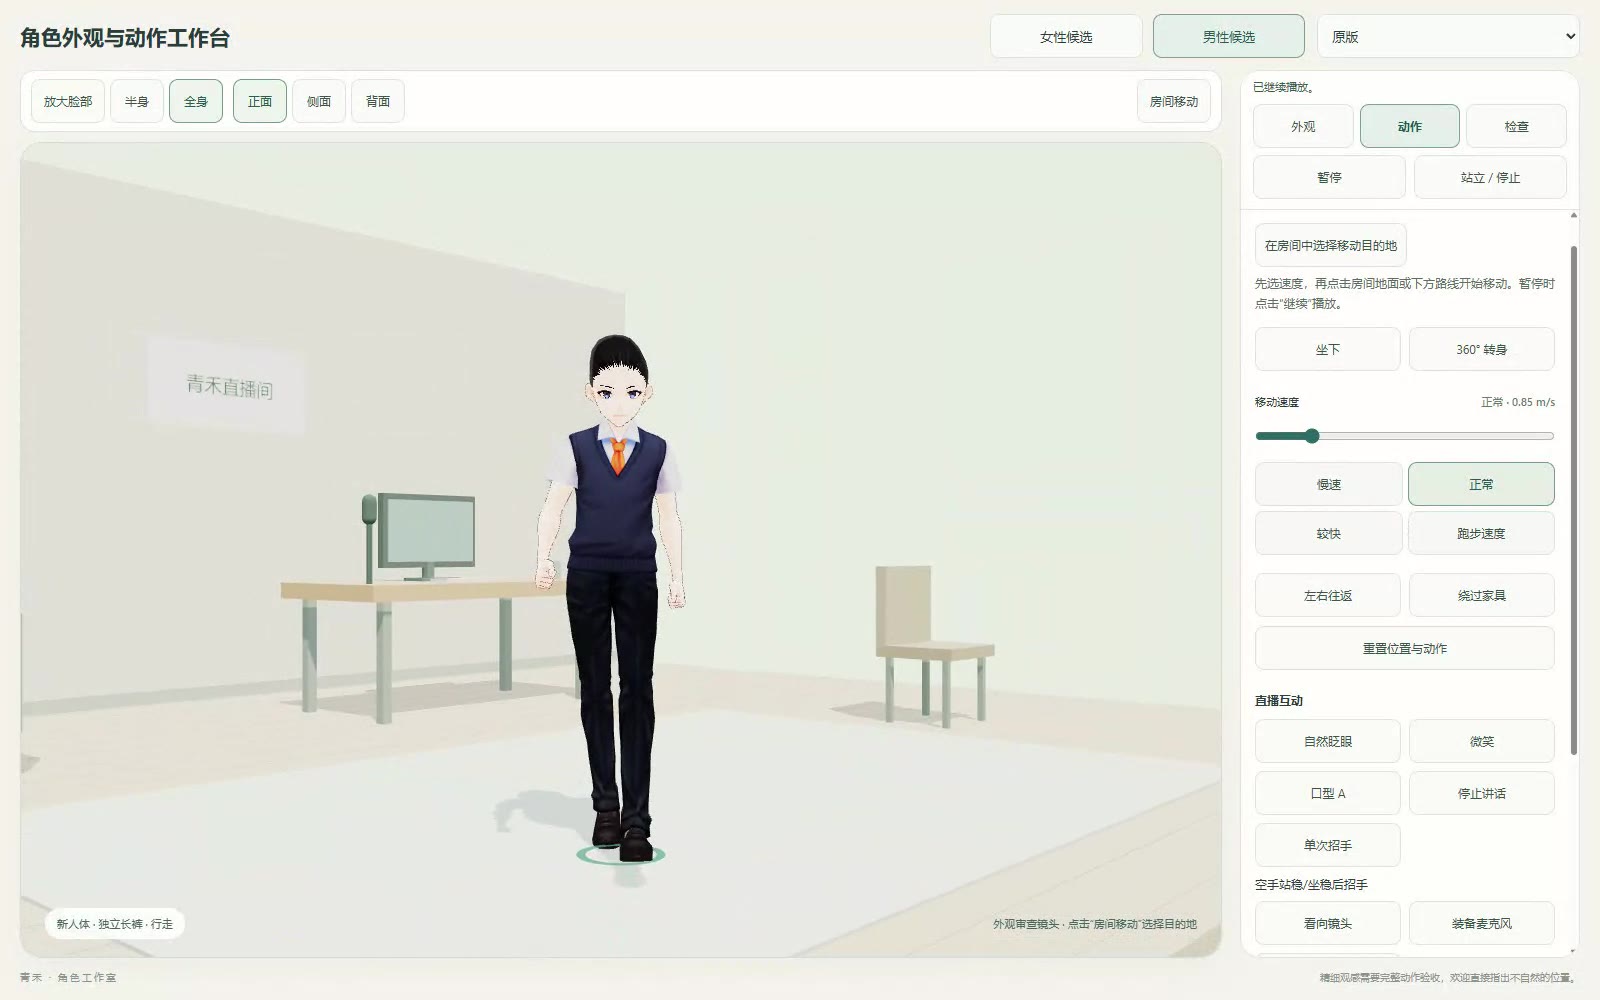 角色外观与动作工作台
女性候选
男性候选
原版
放大脸部
半身
全身
正面
侧面
背面
房间移动
青禾直播间
新人体 · 独立长裤 · 行走
外观审查镜头 · 点击“房间移动”选择目的地
已继续播放。
外观
动作
检查
暂停
站立 / 停止
在房间中选择移动目的地
先选速度，再点击房间地面或下方路线开始移动。暂停时
点击“继续”播放。
坐下
360° 转身
移动速度
正常 · 0.85 m/s
慢速
正常
较快
跑步速度
左右往返
绕过家具
重置位置与动作
直播互动
自然眨眼
微笑
口型 A
停止讲话
单次招手
空手站稳/坐稳后招手
看向镜头
装备麦克风
青禾 · 角色工作室
精细观感需要完整动作验收，欢迎直接指出不自然的位置。